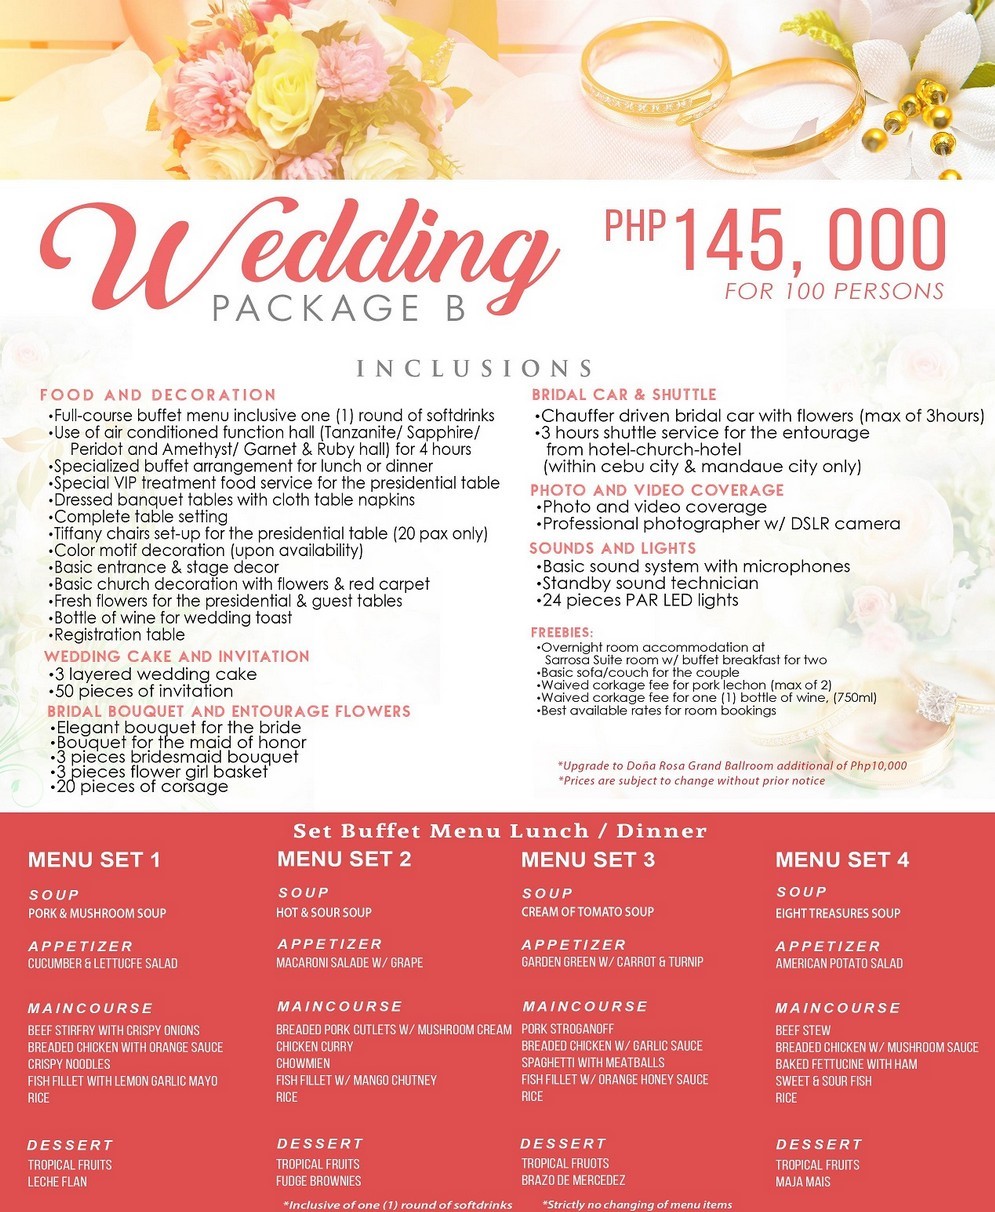 Wedding
PACKAGE B
PHP 145, 000
FOR 100 PERSONS
INCLUSIONS
FOOD AND DECORATION
•Full-course buffet menu inclusive one (1) round of softdrinks
•Use of air conditioned function hall (Tanzanite/ Sapphire/
Peridot and Amethyst/ Garnet & Ruby hall) for 4 hours
•Specialized buffet arrangement for lunch or dinner
•Special VIP treatment food service for the presidential table
•Dressed banquet tables with cloth table napkins
•Complete table setting
•Tiffany chairs set-up for the presidential table (20 pax only)
•Color motif decoration (upon availability)
•Basic entrance & stage decor
•Basic church decoration with flowers & red carpet
•Fresh flowers for the presidential & guest tables
•Bottle of wine for wedding toast
•Registration table
WEDDING CAKE AND INVITATION
•3 layered wedding cake
•50 pieces of invitation
BRIDAL BOUQUET AND ENTOURAGE FLOWERS
•Elegant bouquet for the bride
•Bouquet for the maid of honor
•3 pieces bridesmaid bouquet
•3 pieces flower girl basket
•20 pieces of corsage
BRIDAL CAR & SHUTTLE
•Chauffer driven bridal car with flowers (max of 3hours)
•3 hours shuttle service for the entourage
from hotel-church-hotel
(within cebu city & mandaue city only)
PHOTO AND VIDEO COVERAGE
•Photo and video coverage
•Professional photographer w/ DSLR camera
SOUNDS AND LIGHTS
•Basic sound system with microphones
•Standby sound technician
•24 pieces PAR LED lights
FREEBIES:
•Overnight room accommodation at
Sarrosa Suite room w/ buffet breakfast for two
•Basic sofa/couch for the couple
•Waived corkage fee for pork lechon (max of 2)
•Waived corkage fee for one (1) bottle of wine, (750ml)
•Best available rates for room bookings
*Upgrade to Doña Rosa Grand Ballroom additional of Php10,000
*Prices are subject to change without prior notice
Set Buffet Menu Lunch / Dinner
MENU SET 1
SOUP
PORK & MUSHROOM SOUP
APPETIZER
CUCUMBER & LETTUCFE SALAD
MAINCOURSE
BEEF STIRFRY WITH CRISPY ONIONS
BREADED CHICKEN WITH ORANGE SAUCE
CRISPY NOODLES
FISH FILLET WITH LEMON GARLIC MAYO
RICE
DESSERT
TROPICAL FRUITS
LECHE FLAN
MENU SET 2
SOUP
HOT & SOUR SOUP
APPETIZER
MACARONI SALADE W/ GRAPE
MAINCOURSE
BREADED PORK CUTLETS W/ MUSHROOM CREAM
CHICKEN CURRY
CHOWMIEN
FISH FILLET W/ MANGO CHUTNEY
RICE
DESSERT
TROPICAL FRUITS
FUDGE BROWNIES
MENU SET 3
SOUP
CREAM OF TOMATO SOUP
APPETIZER
GARDEN GREEN W/ CARROT & TURNIP
MAINCOURSE
PORK STROGANOFF
BREADED CHICKEN W/ GARLIC SAUCE
SPAGHETTI WITH MEATBALLS
FISH FILLET W/ ORANGE HONEY SAUCE
RICE
DESSERT
TROPICAL FRUOTS
BRAZO DE MERCEDEZ
MENU SET 4
SOUP
EIGHT TREASURES SOUP
APPETIZER
AMERICAN POTATO SALAD
MAINCOURSE
BEEF STEW
BREADED CHICKEN W/ MUSHROOM SAUCE
BAKED FETTUCINE WITH HAM
SWEET & SOUR FISH
RICE
DESSERT
TROPICAL FRUITS
MAJA MAIS
*Inclusive of one (1) round of softdrinks
*Strictly no changing of menu items